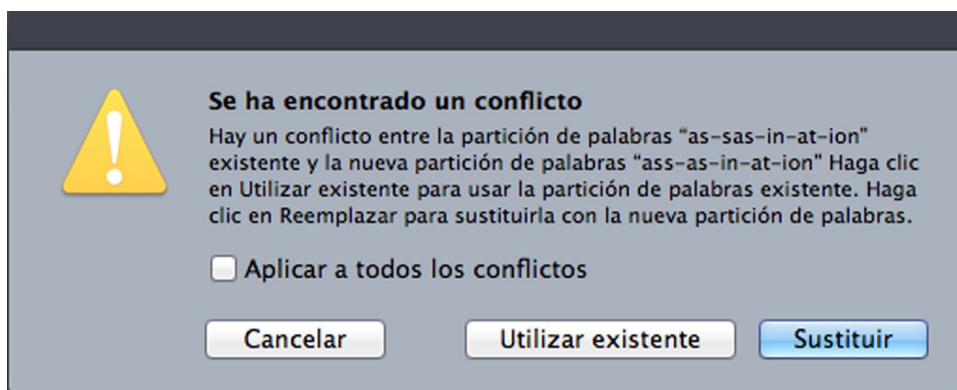 Se ha encontrado un conflicto
Hay un conflicto entre la partición de palabras “as-sas-in-at-ion”
existente y la nueva partición de palabras “ass-as-in-at-ion” Haga clic
en Utilizar existente para usar la partición de palabras existente. Haga
clic en Reemplazar para sustituirla con la nueva partición de palabras.
Aplicar a todos los conflictos
Cancelar
Utilizar existente
Sustituir